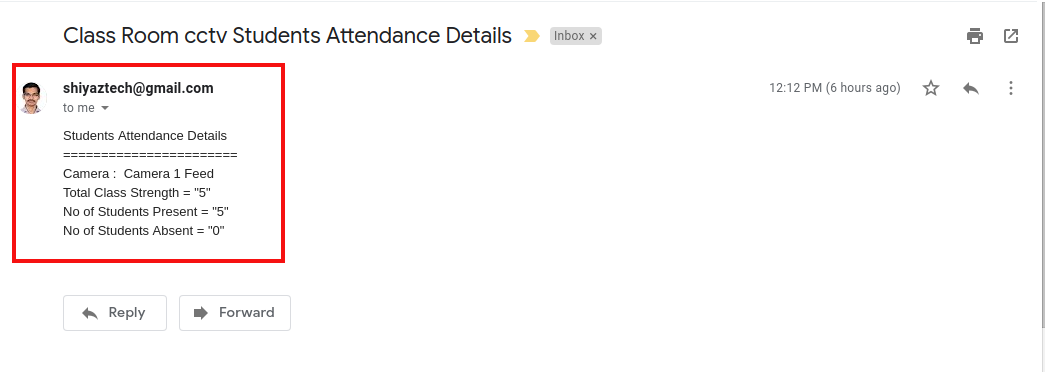 Class Room cctv Students Attendance Details Inbox ×
shiyaztech@gmail.com 12:12 PM (6 hours ago)
to me
Students Attendance Details
=======================
Camera :  Camera 1 Feed
Total Class Strength = "5"
No of Students Present = "5"
No of Students Absent = "0"
Reply Forward